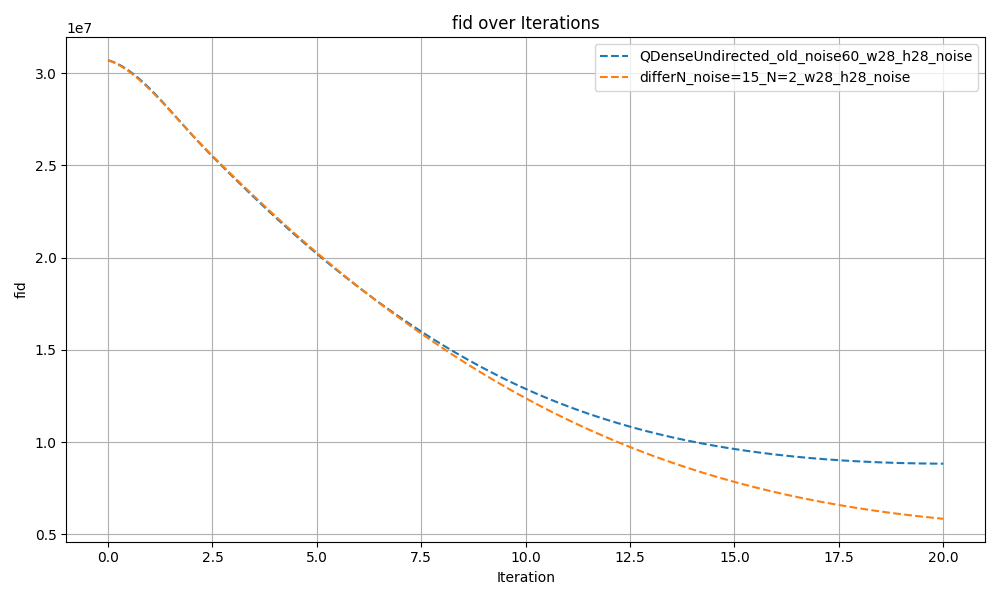 fid over Iterations
1e7
QDenseUndirected_old_noise60_w28_h28_noise
differN_noise=15_N=2_w28_h28_noise
3.0
2.5
2.0
1.5
1.0
0.5
fid
0.0 2.5 5.0 7.5 10.0 12.5 15.0 17.5 20.0
Iteration